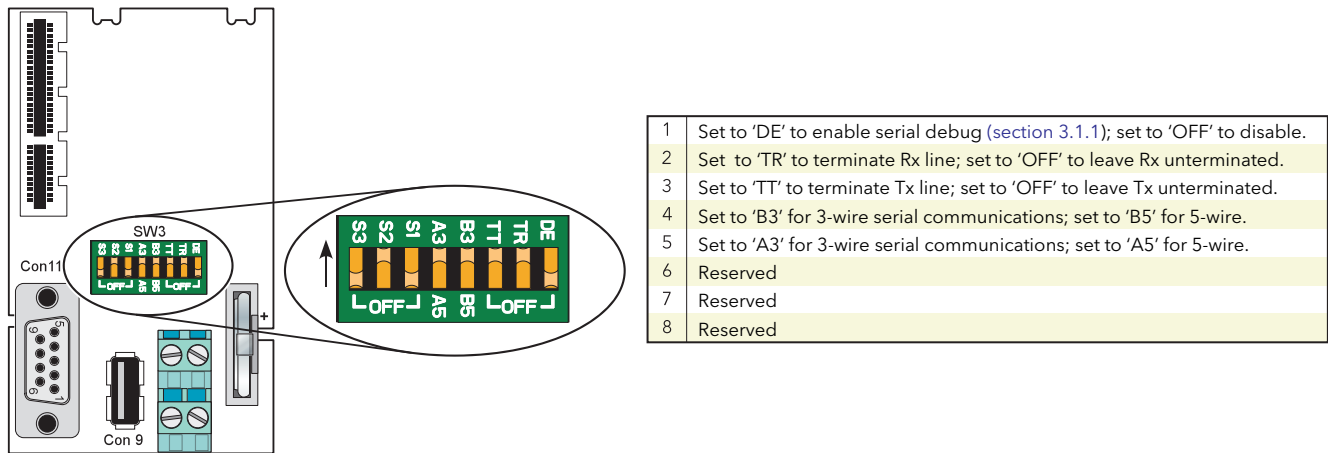 SW3
S3 S2 S1 A3 B3 TT TR DE
OFF A5 B5 OFF
Con11
5
9
6
1
+
Con 9
S3 S2 S1 A3 B3 TT TR DE
OFF A5 B5 OFF
1 Set to 'DE' to enable serial debug (section 3.1.1); set to 'OFF' to disable.
2 Set to 'TR' to terminate Rx line; set to 'OFF' to leave Rx unterminated.
3 Set to 'TT' to terminate Tx line; set to 'OFF' to leave Tx unterminated.
4 Set to 'B3' for 3-wire serial communications; set to 'B5' for 5-wire.
5 Set to 'A3' for 3-wire serial communications; set to 'A5' for 5-wire.
6 Reserved
7 Reserved
8 Reserved